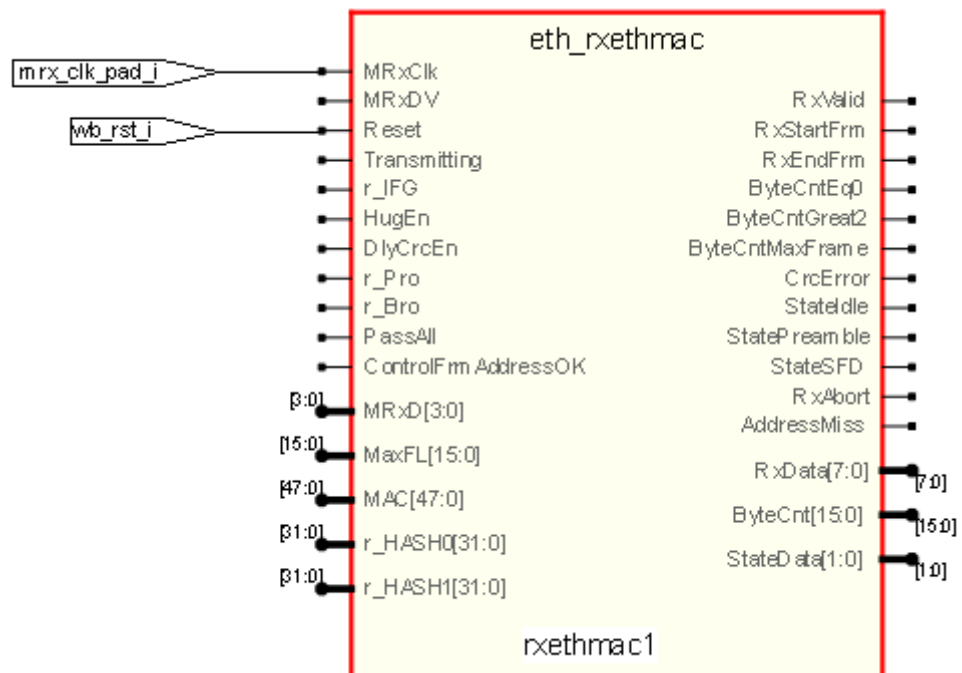 eth_rxethmac
mrx_clk_pad_i
MRxClk
MRxDV
RxValid
wb_rst_i
Reset
RxStartFrm
Transmitting
RxEndFrm
r_IFG
ByteCntEq0
HugEn
ByteCntGreat2
DlyCrcEn
ByteCntMaxFrame
r_Pro
CrcError
r_Bro
StateIdle
PassAll
StatePreamble
ControlFrmAddressOK
StateSFD
RxAbort
[3:0]
MRxD[3:0]
AddressMiss
[15:0]
MaxFL[15:0]
RxData[7:0]
[7:0]
[47:0]
MAC[47:0]
ByteCnt[15:0]
[15:0]
[31:0]
r_HASH0[31:0]
StateData[1:0]
[1:0]
[31:0]
r_HASH1[31:0]
rxethmac1